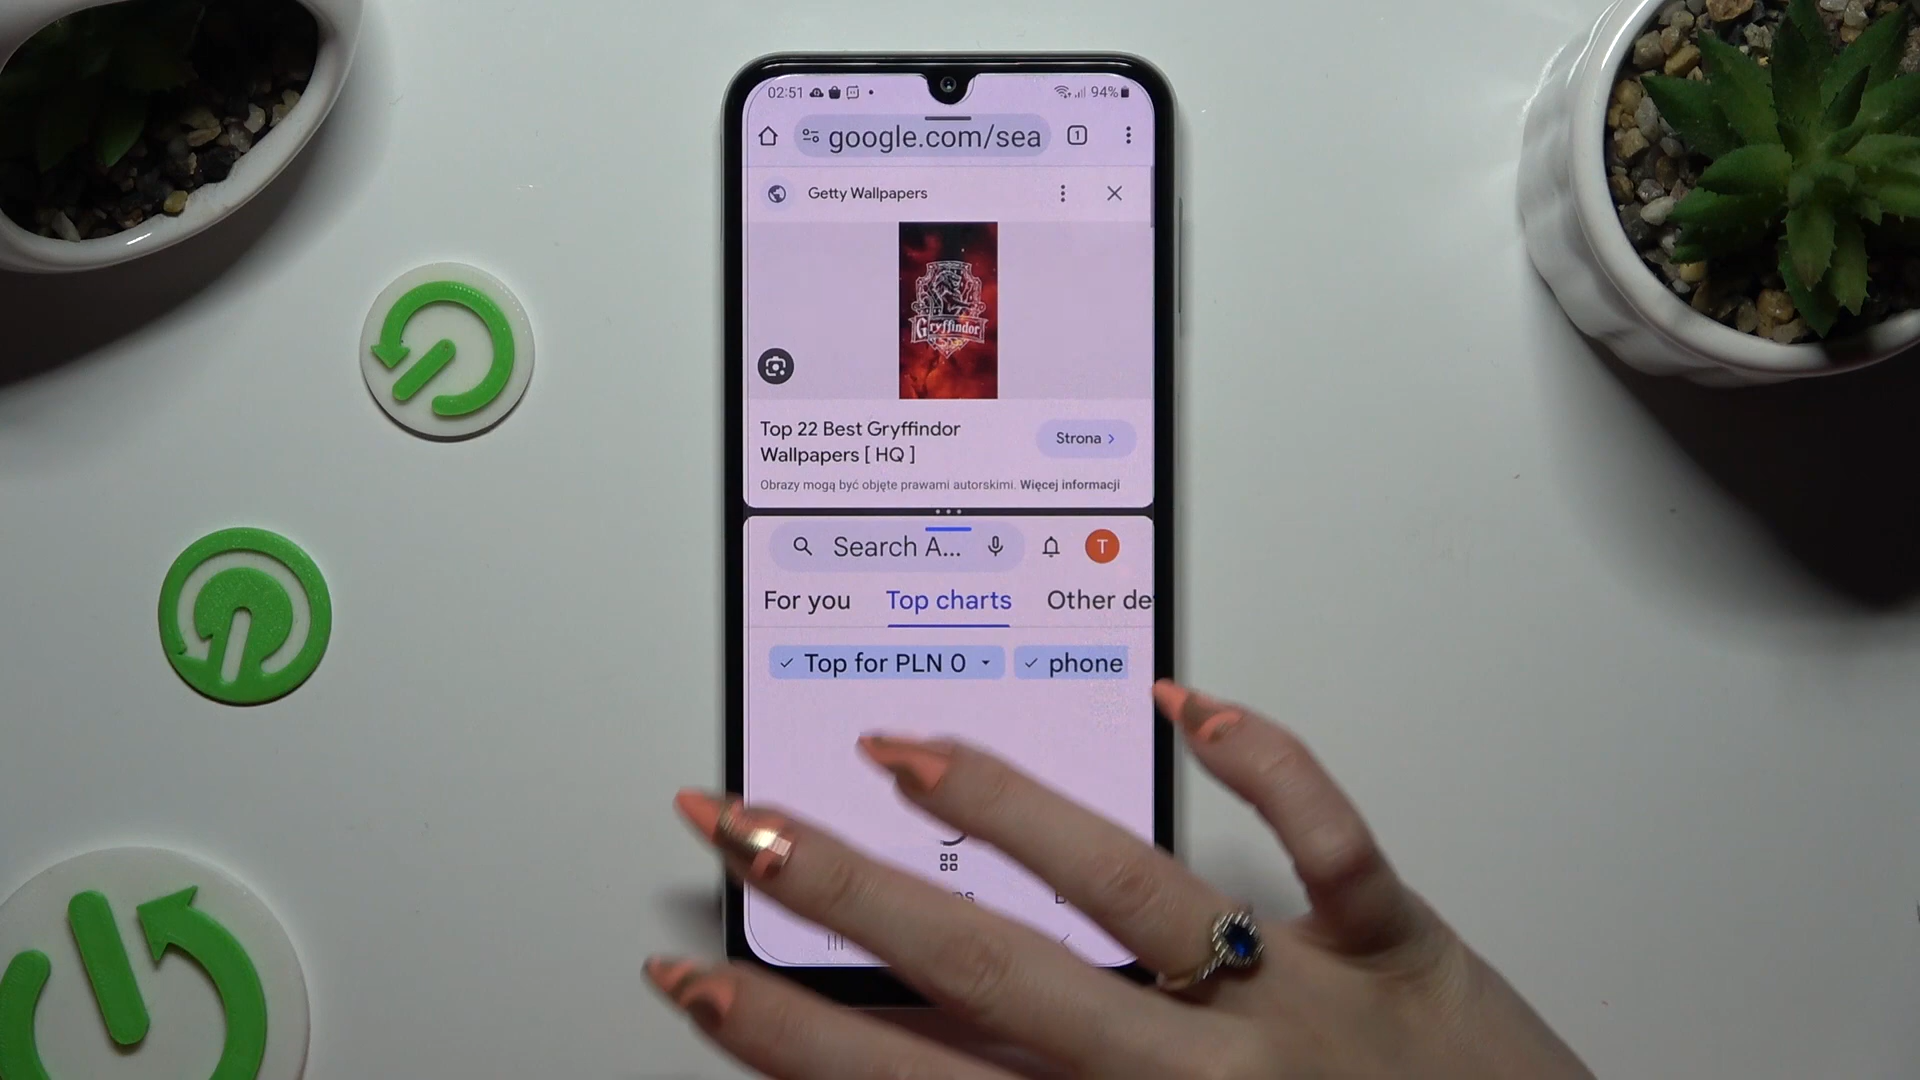 02:51
94%
google.com/sea
1
Getty Wallpapers
Gryffindor
Top 22 Best Gryffindor
Wallpapers [ HQ ]
Strona >
Obrazy mogą być objęte prawami autorskimi. Więcej informacji
Search A...
T
For you
Top charts
Other de
Top for PLN 0
phone